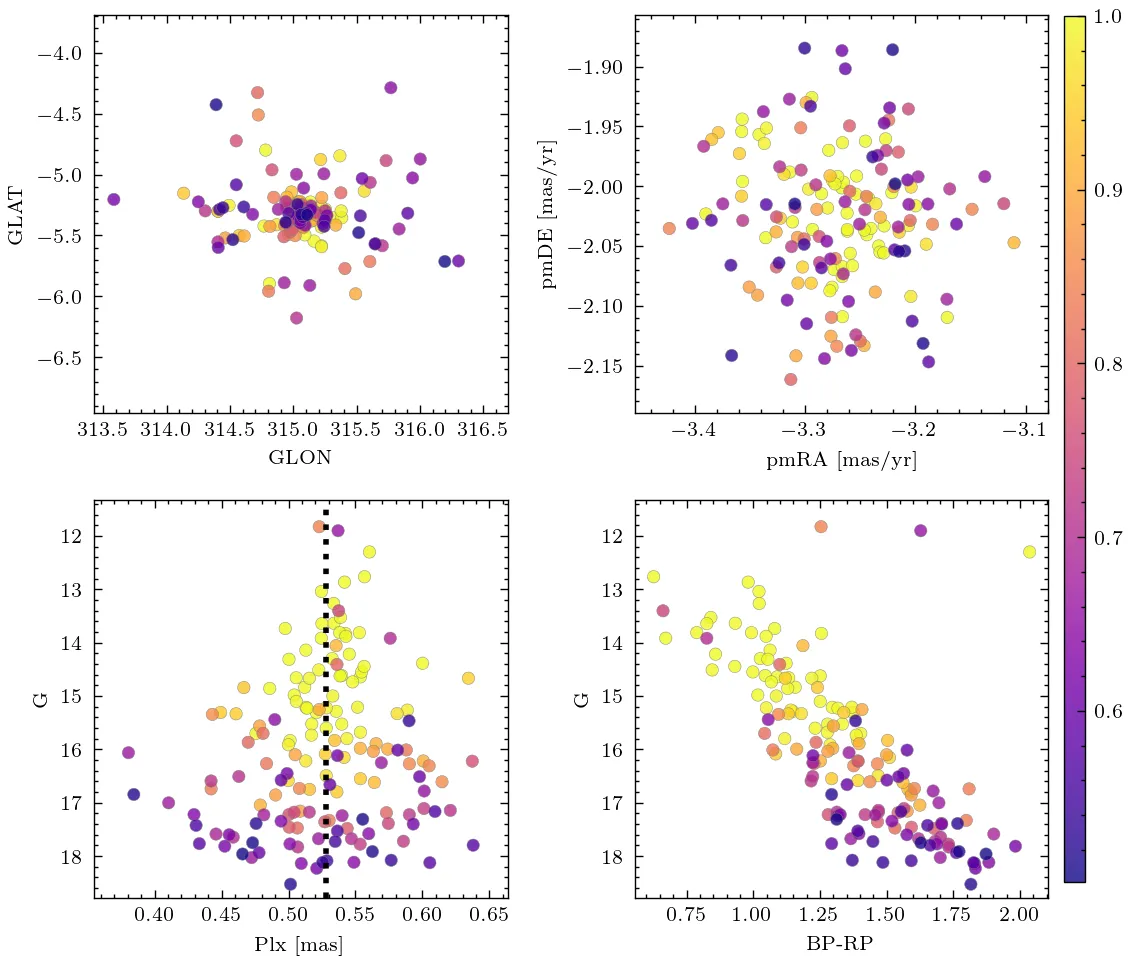 −4.0
−4.5
−5.0
−5.5
−6.0
−6.5
GLAT
313.5 314.0 314.5 315.0 315.5 316.0 316.5
GLON
−1.90
−1.95
−2.00
−2.05
−2.10
−2.15
pmDE [mas/yr]
−3.4 −3.3 −3.2 −3.1
pmRA [mas/yr]
12
13
14
15
16
17
18
G
0.40 0.45 0.50 0.55 0.60 0.65
Plx [mas]
12
13
14
15
16
17
18
G
0.75 1.00 1.25 1.50 1.75 2.00
BP-RP
1.0
0.9
0.8
0.7
0.6